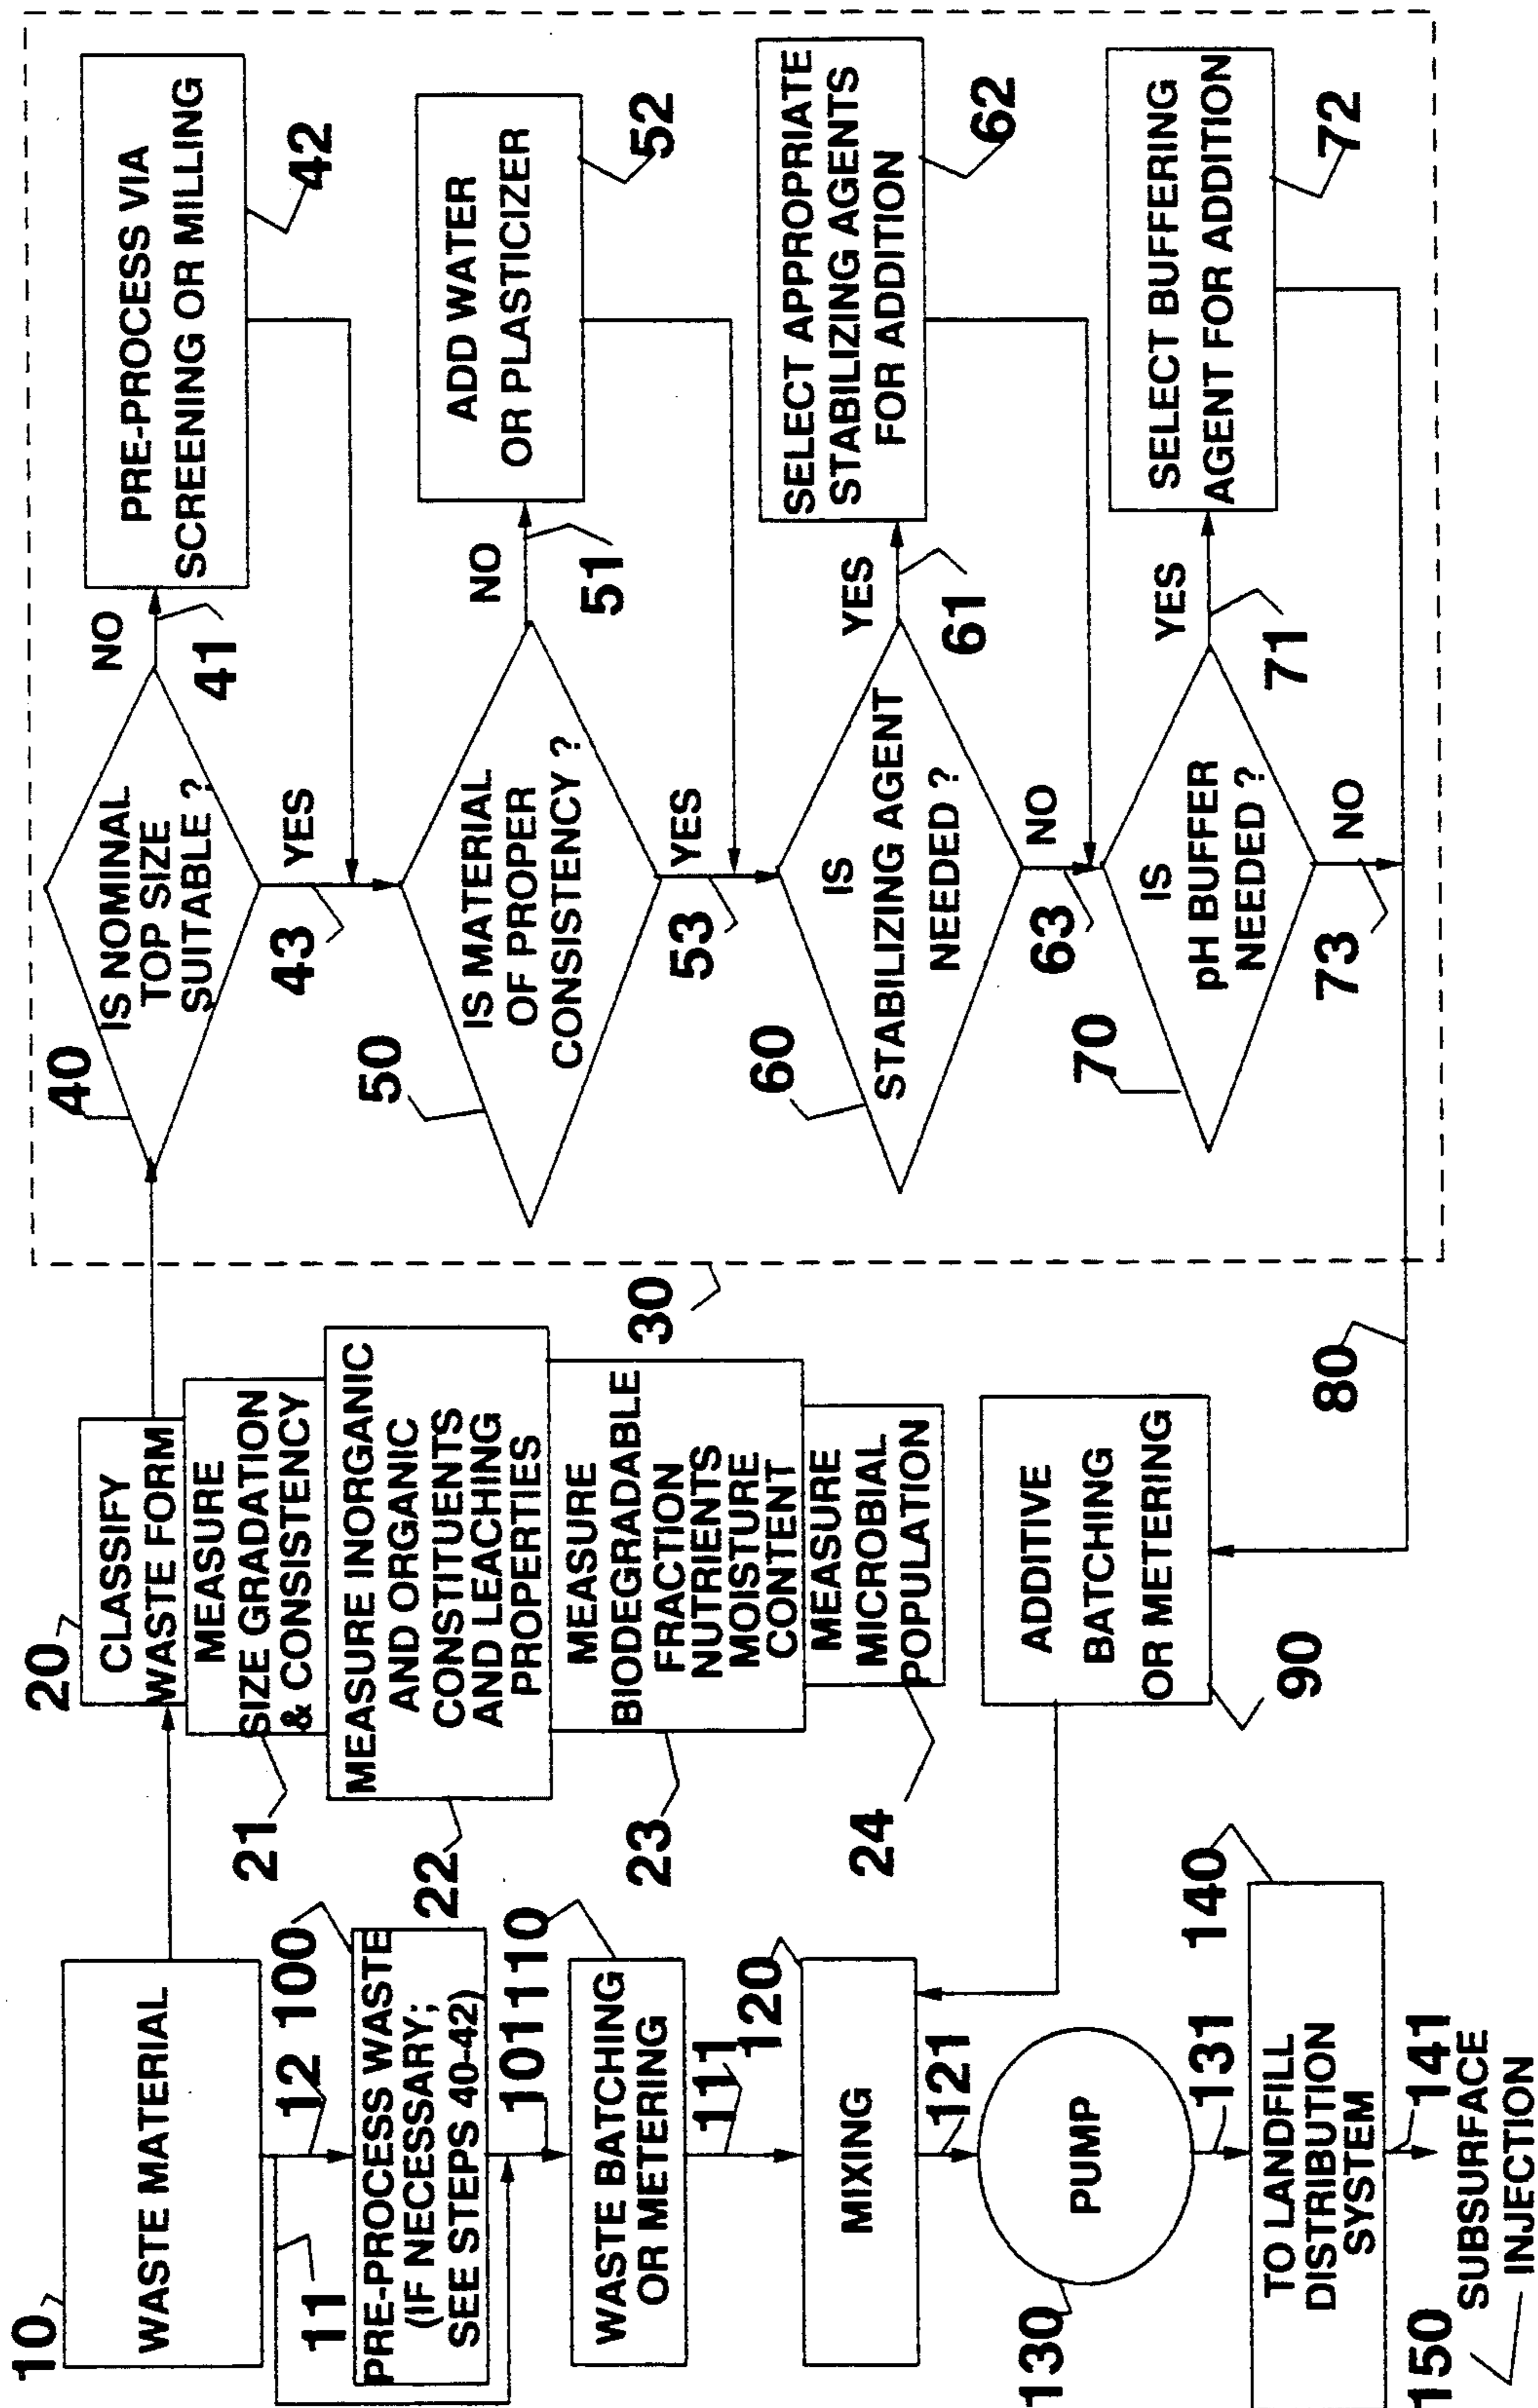 10
WASTE MATERIAL
11
12
100
PRE-PROCESS WASTE
(IF NECESSARY;
SEE STEPS 40-42)
101
110
WASTE BATCHING
OR METERING
111
120
MIXING
121
130
PUMP
131
140
TO LANDFILL
DISTRIBUTION
SYSTEM
141
150
SUBSURFACE
INJECTION
20
CLASSIFY
WASTE FORM
21
MEASURE
SIZE GRADATION
& CONSISTENCY
22
MEASURE INORGANIC
AND ORGANIC
CONSTITUENTS
AND LEACHING
PROPERTIES
23
MEASURE
BIODEGRADABLE
FRACTION
NUTRIENTS
MOISTURE
CONTENT
24
MEASURE
MICROBIAL
POPULATION
90
ADDITIVE
BATCHING
OR METERING
80
30
40
IS NOMINAL
TOP SIZE
SUITABLE ?
NO
41
PRE-PROCESS VIA
SCREENING OR MILLING
42
YES
43
50
IS MATERIAL
OF PROPER
CONSISTENCY ?
NO
51
ADD WATER
OR PLASTICIZER
52
YES
53
60
IS
STABILIZING AGENT
NEEDED ?
YES
61
SELECT APPROPRIATE
STABILIZING AGENTS
FOR ADDITION
62
NO
63
70
IS
pH BUFFER
NEEDED ?
YES
71
SELECT BUFFERING
AGENT FOR ADDITION
72
NO
73